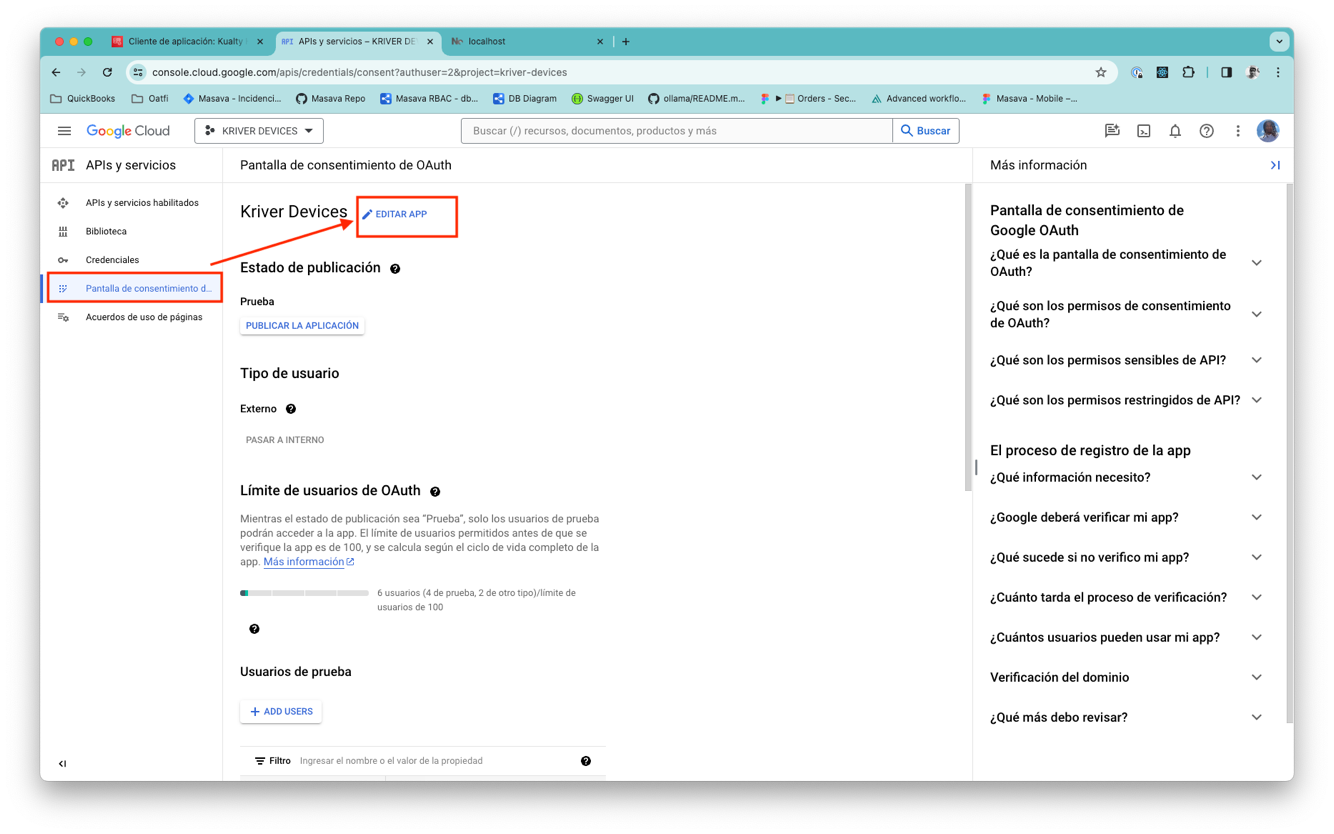 Cliente de aplicación: Kualty
APIs y servicios – KRIVER DE
localhost
console.cloud.google.com/apis/credentials/consent?authuser=2&project=kriver-devices
QuickBooks
Oatfi
Masava - Incidenci...
Masava Repo
Masava RBAC - db...
DB Diagram
Swagger UI
ollama/README.m...
Orders - Sec...
Advanced workflo...
Masava - Mobile –...
Google Cloud
KRIVER DEVICES
Buscar (/) recursos, documentos, productos y más
Buscar
API APIs y servicios
APIs y servicios habilitados
Biblioteca
Credenciales
Pantalla de consentimiento d...
Acuerdos de uso de páginas
Pantalla de consentimiento de OAuth
Kriver Devices
EDITAR APP
Estado de publicación
Prueba
PUBLICAR LA APLICACIÓN
Tipo de usuario
Externo
PASAR A INTERNO
Límite de usuarios de OAuth
Mientras el estado de publicación sea “Prueba”, solo los usuarios de prueba
podrán acceder a la app. El límite de usuarios permitidos antes de que se
verifique la app es de 100, y se calcula según el ciclo de vida completo de la
app. Más información
6 usuarios (4 de prueba, 2 de otro tipo)/límite de
usuarios de 100
Usuarios de prueba
+ ADD USERS
Filtro Ingresar el nombre o el valor de la propiedad
Más información
Pantalla de consentimiento de
Google OAuth
¿Qué es la pantalla de consentimiento de
OAuth?
¿Qué son los permisos de consentimiento
de OAuth?
¿Qué son los permisos sensibles de API?
¿Qué son los permisos restringidos de API?
El proceso de registro de la app
¿Qué información necesito?
¿Google deberá verificar mi app?
¿Qué sucede si no verifico mi app?
¿Cuánto tarda el proceso de verificación?
¿Cuántos usuarios pueden usar mi app?
Verificación del dominio
¿Qué más debo revisar?